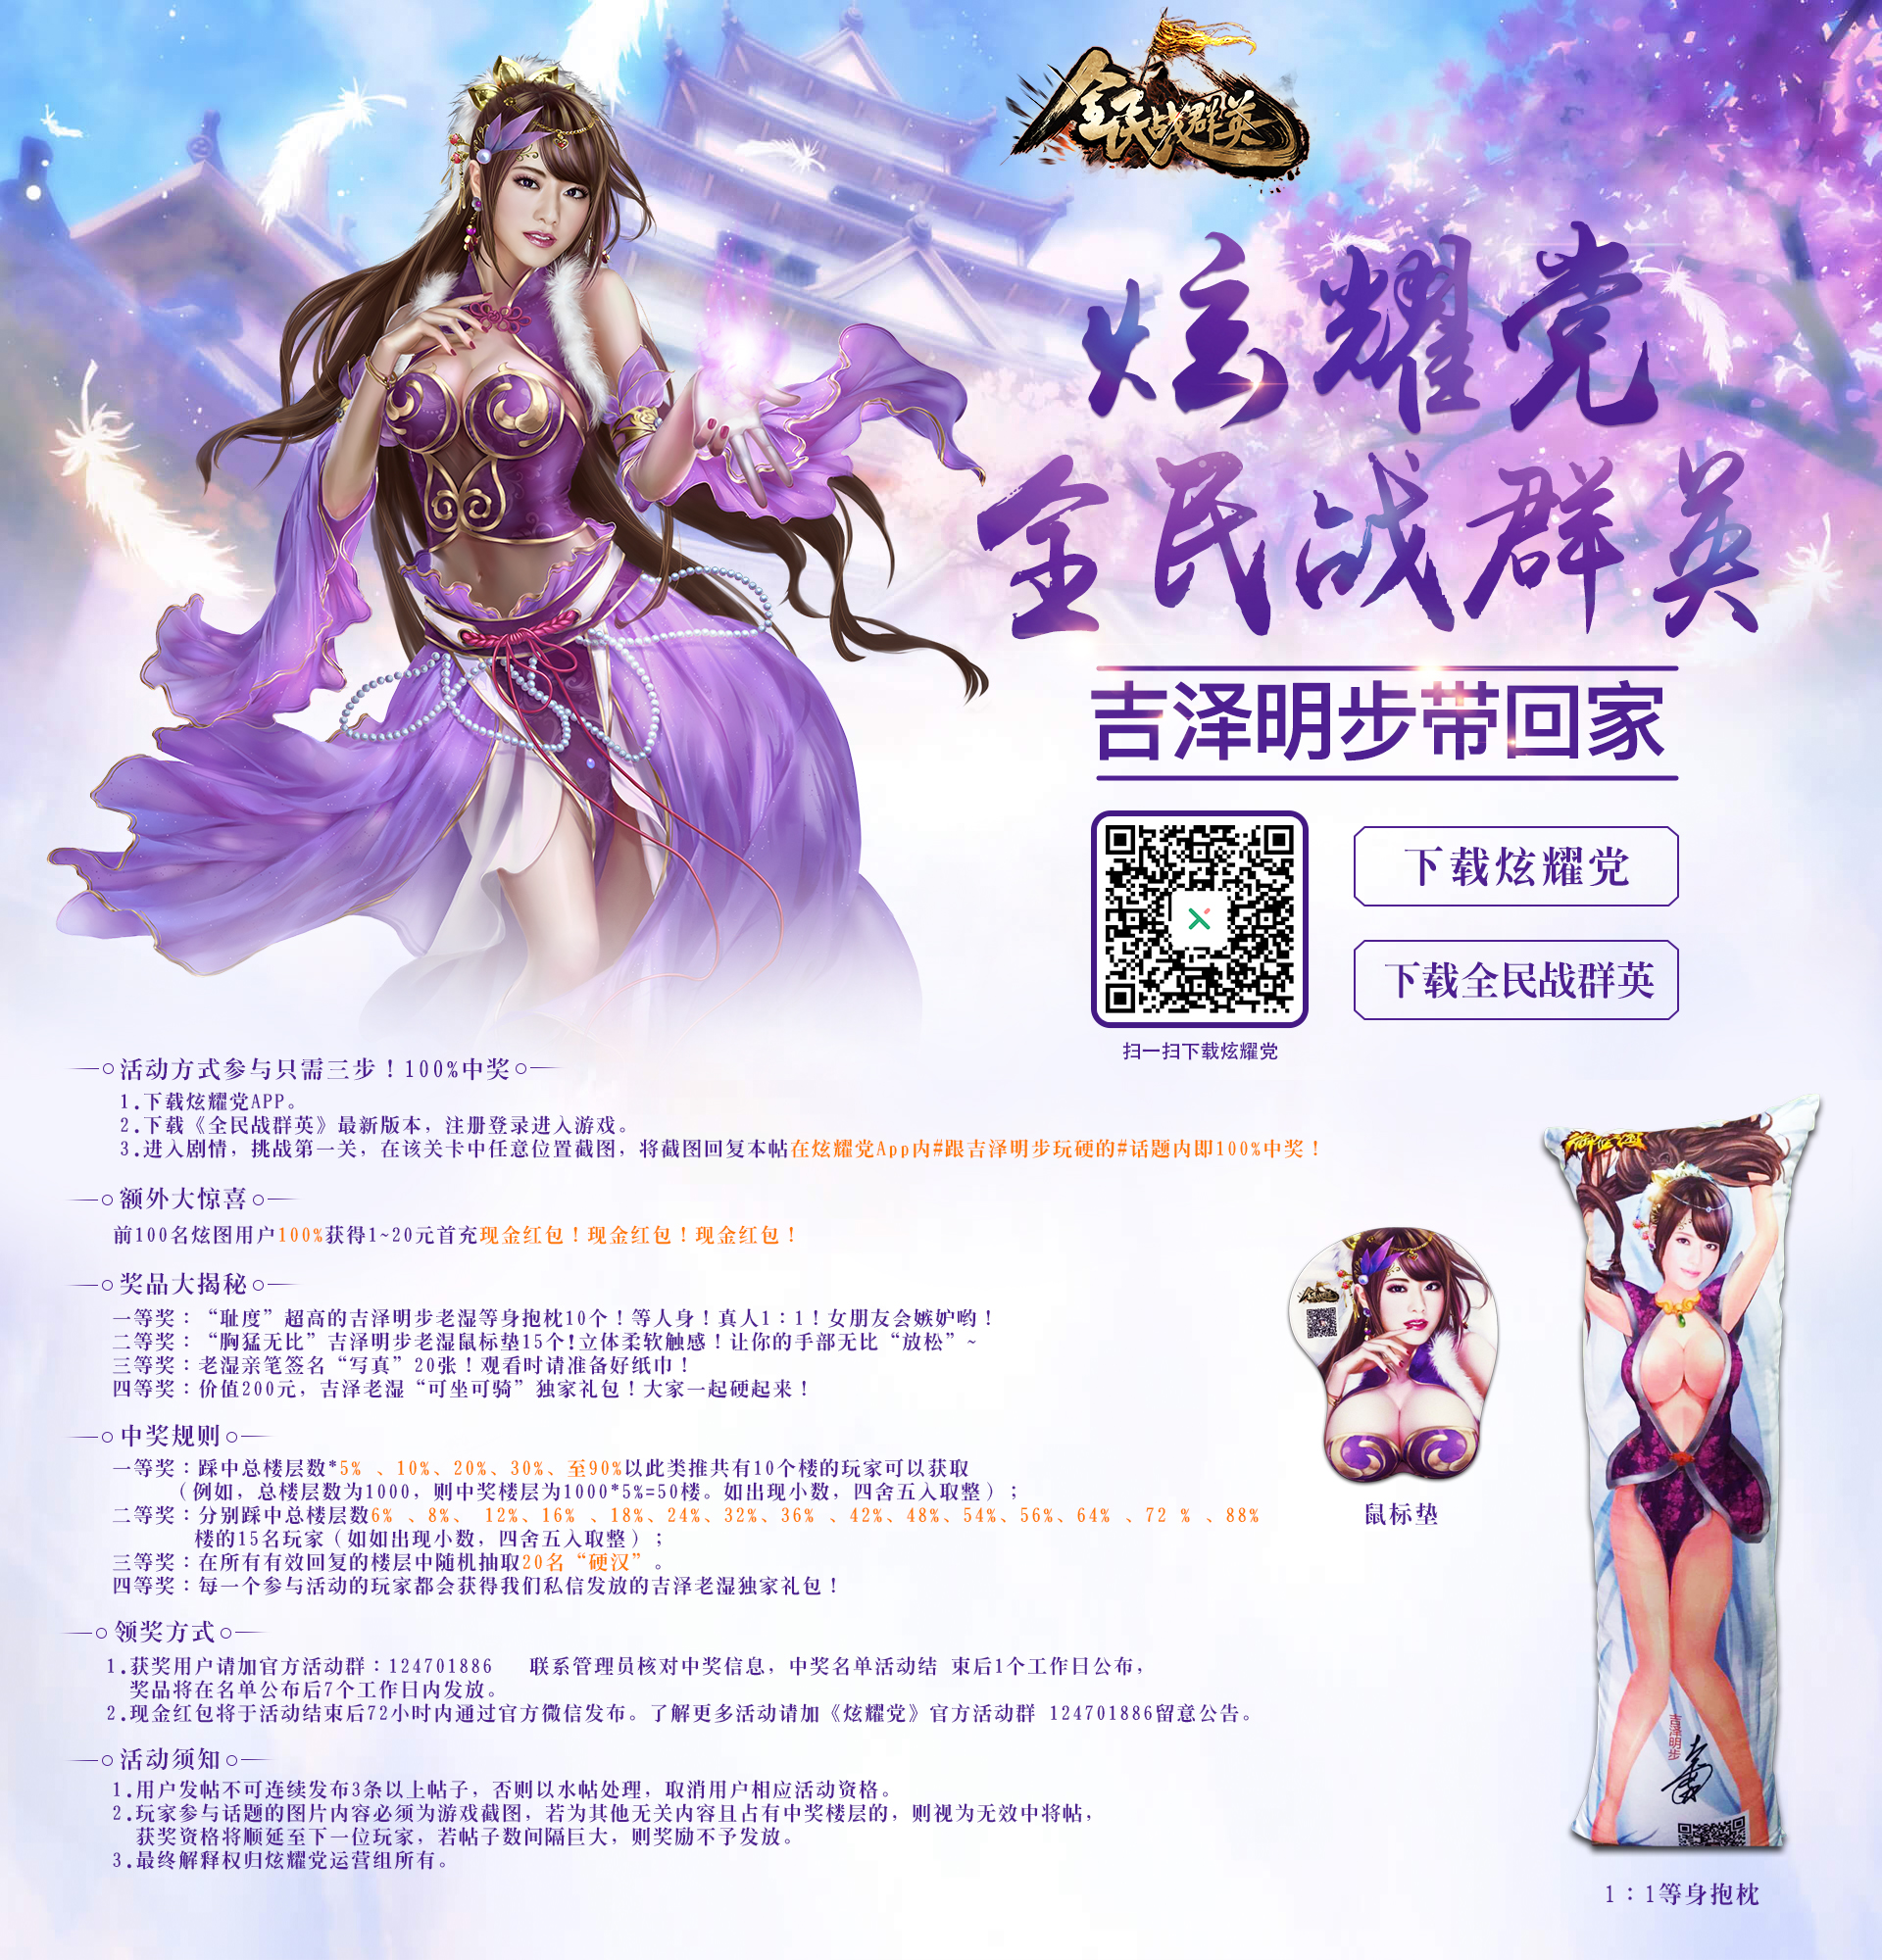 全民战群英
炫耀党
全民战群英
吉泽明步带回家
下载炫耀党
下载全民战群英
扫一扫下载炫耀党
活动方式参与只需三步！100%中奖
1.下载炫耀党APP。
2.下载《全民战群英》最新版本，注册登录进入游戏。
3.进入剧情，挑战第一关，在该关卡中任意位置截图，将截图回复本帖在炫耀党App内#跟吉泽明步玩硬的#话题内即100%中奖！
额外大惊喜
前100名炫图用户100%获得1~20元首充现金红包！现金红包！现金红包！
奖品大揭秘
一等奖：“耻度”超高的吉泽明步老湿等身抱枕10个！等人身！真人1：1！女朋友会嫉妒哟！
二等奖：“胸猛无比”吉泽明步老湿鼠标垫15个!立体柔软触感！让你的手部无比“放松”~
三等奖：老湿亲笔签名“写真”20张！观看时请准备好纸巾！
四等奖：价值200元，吉泽老湿“可坐可骑”独家礼包！大家一起硬起来！
中奖规则
一等奖：踩中总楼层数*5% 、10%、20%、30%、至90%以此类推共有10个楼的玩家可以获取
（例如，总楼层数为1000，则中奖楼层为1000*5%=50楼。如出现小数，四舍五入取整）；
二等奖：分别踩中总楼层数6% 、8%、 12%、16% 、18%、24%、32%、36% 、42%、48%、54%、56%、64% 、72 % 、88%
楼的15名玩家（如如出现小数，四舍五入取整）；
三等奖：在所有有效回复的楼层中随机抽取20名“硬汉”。
四等奖：每一个参与活动的玩家都会获得我们私信发放的吉泽老湿独家礼包！
鼠标垫
领奖方式
1.获奖用户请加官方活动群：124701886 联系管理员核对中奖信息，中奖名单活动结 束后1个工作日公布，
奖品将在名单公布后7个工作日内发放。
2.现金红包将于活动结束后72小时内通过官方微信发布。了解更多活动请加《炫耀党》官方活动群 124701886留意公告。
活动须知
1.用户发帖不可连续发布3条以上帖子，否则以水帖处理，取消用户相应活动资格。
2.玩家参与话题的图片内容必须为游戏截图，若为其他无关内容且占有中奖楼层的，则视为无效中将帖，
获奖资格将顺延至下一位玩家，若帖子数间隔巨大，则奖励不予发放。
3.最终解释权归炫耀党运营组所有。
吉泽明步
1：1等身抱枕